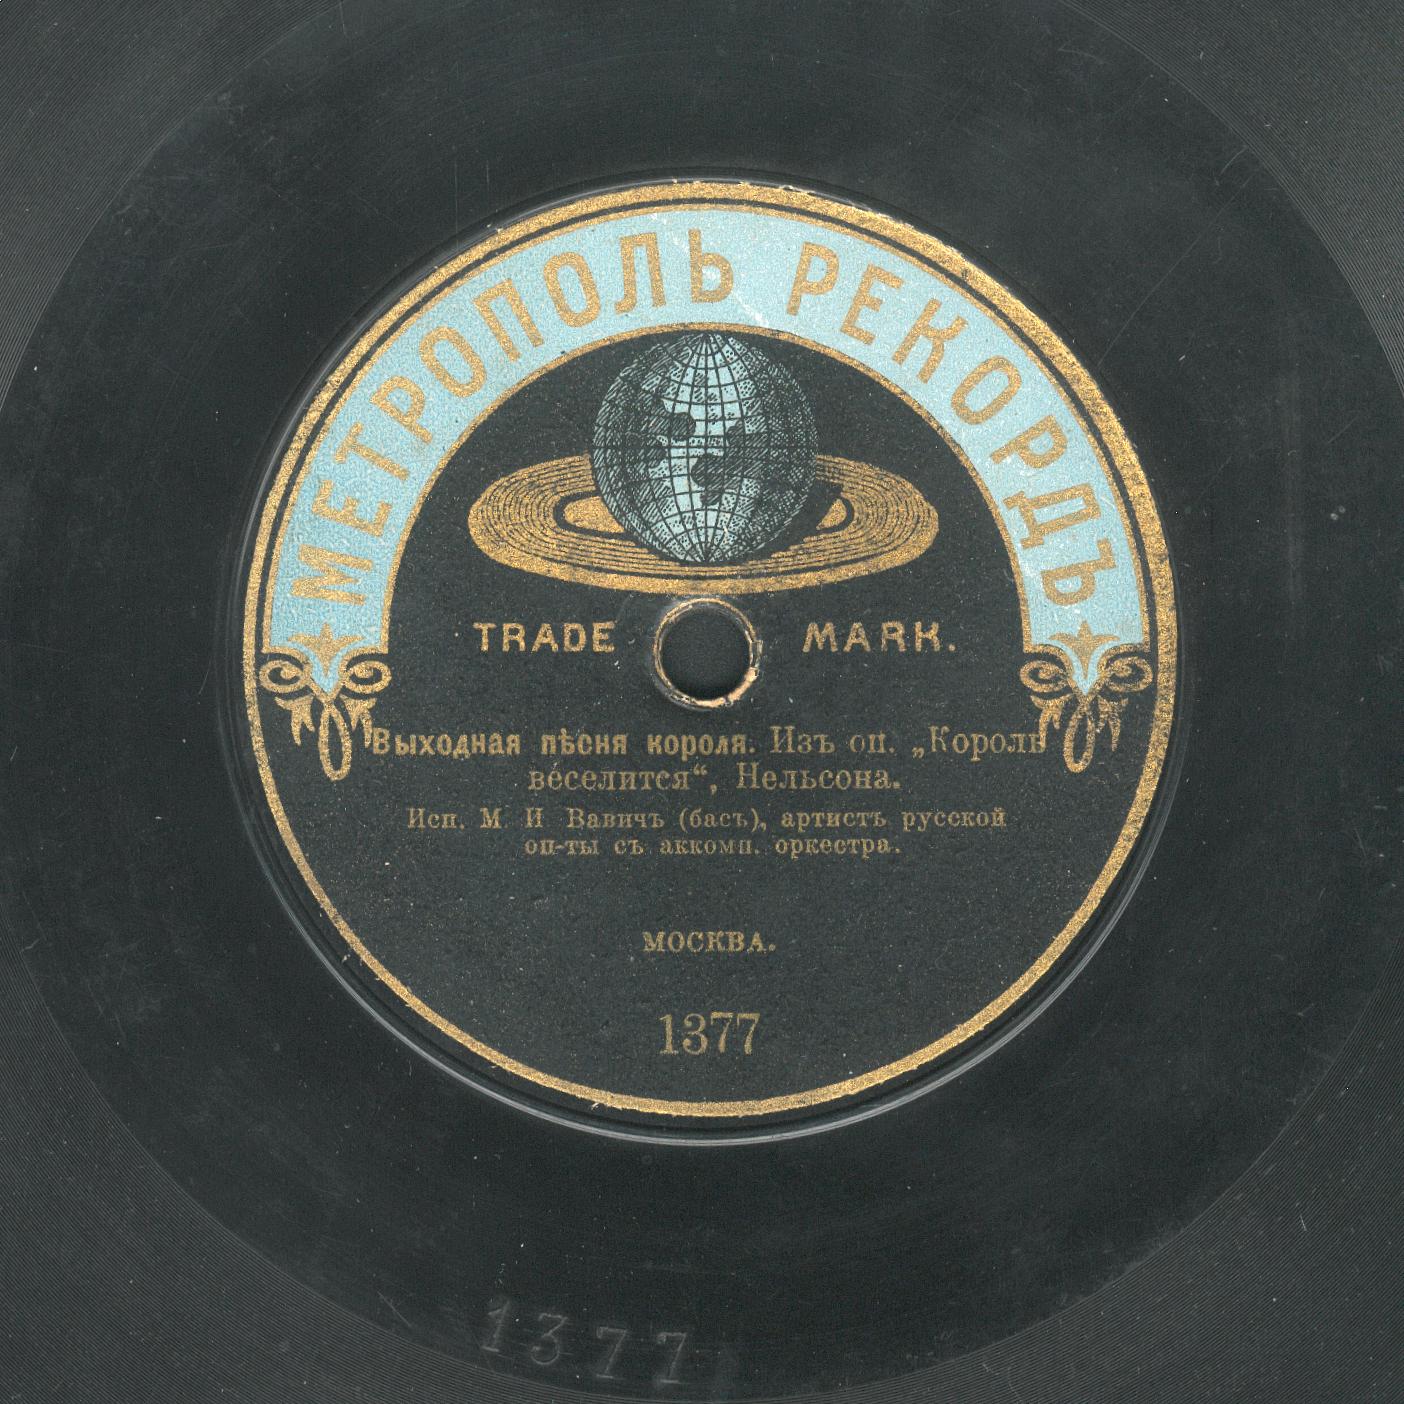 МЕТРОПОЛЬ РЕКОРДЪ
TRADE MARK.
Выходная пѣсня короля. Изъ оп. „Король
веселится“, Нельсона.
Исп. М. И Вавичъ (басъ), артистъ русской
оп-ты съ аккомп. оркестра.
МОСКВА.
1377
1377